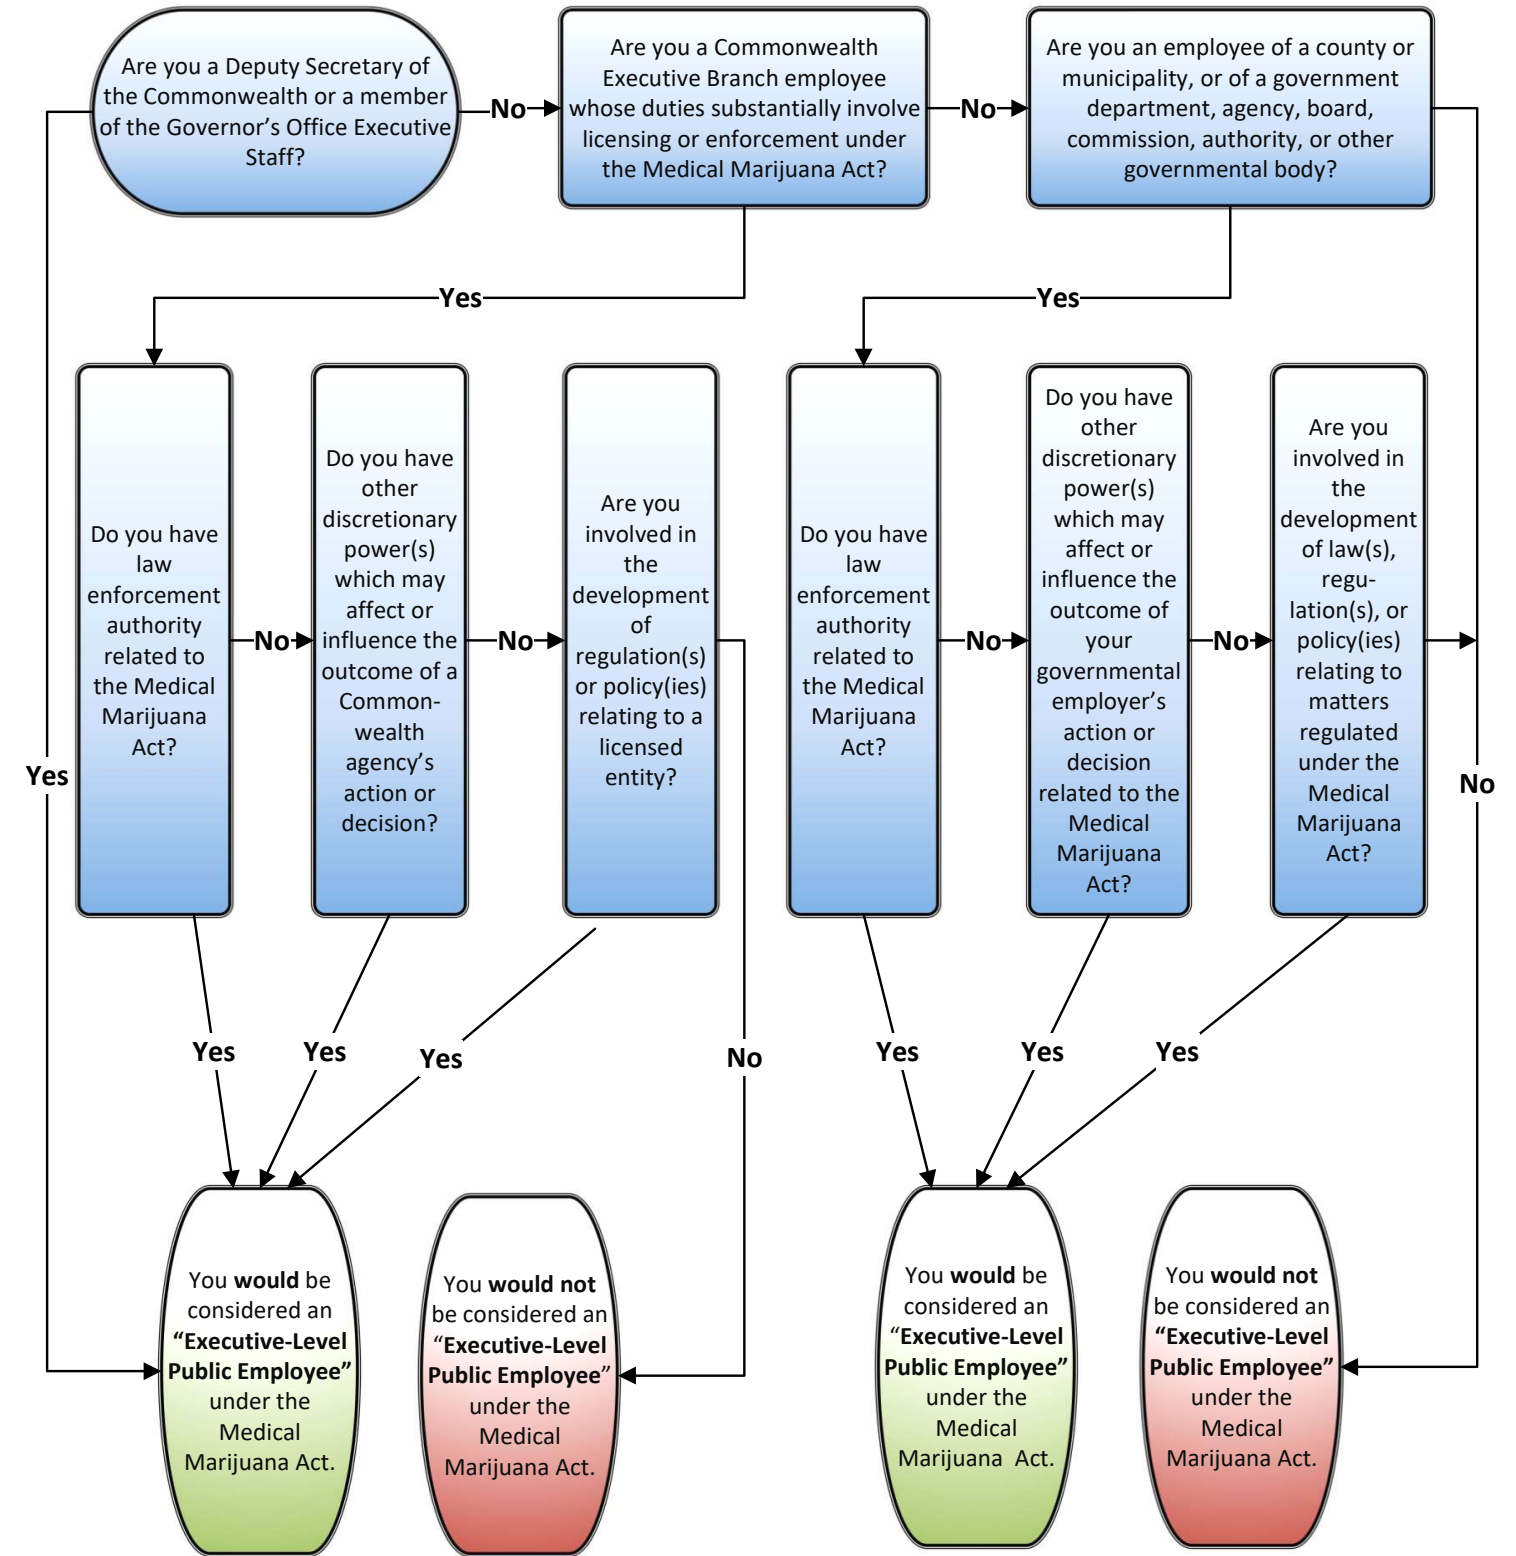 Are you a Deputy Secretary of
the Commonwealth or a member
of the Governor’s Office Executive
Staff?
No
Are you a Commonwealth
Executive Branch employee
whose duties substantially involve
licensing or enforcement under
the Medical Marijuana Act?
No
Are you an employee of a county or
municipality, or of a government
department, agency, board,
commission, authority, or other
governmental body?
Yes
Yes
Do you have
law
enforcement
authority
related to
the Medical
Marijuana
Act?
No
Do you have
other
discretionary
power(s)
which may
affect or
influence the
outcome of a
Common-
wealth
agency’s
action or
decision?
No
Are you
involved in
the
development
of
regulation(s)
or policy(ies)
relating to a
licensed
entity?
Do you have
law
enforcement
authority
related to
the Medical
Marijuana
Act?
No
Do you have
other
discretionary
power(s)
which may
affect or
influence the
outcome of
your
governmental
employer’s
action or
decision
related to the
Medical
Marijuana
Act?
No
Are you
involved in
the
development
of law(s),
regu-
lation(s), or
policy(ies)
relating to
matters
regulated
under the
Medical
Marijuana
Act?
Yes
No
Yes
Yes
Yes
No
Yes
Yes
Yes
You would be
considered an
“Executive-Level
Public Employee”
under the
Medical
Marijuana Act.
You would not
be considered an
“Executive-Level
Public Employee”
under the
Medical
Marijuana Act.
You would be
considered an
“Executive-Level
Public Employee”
under the
Medical
Marijuana  Act.
You would not
be considered an
“Executive-Level
Public Employee”
under the
Medical
Marijuana Act.